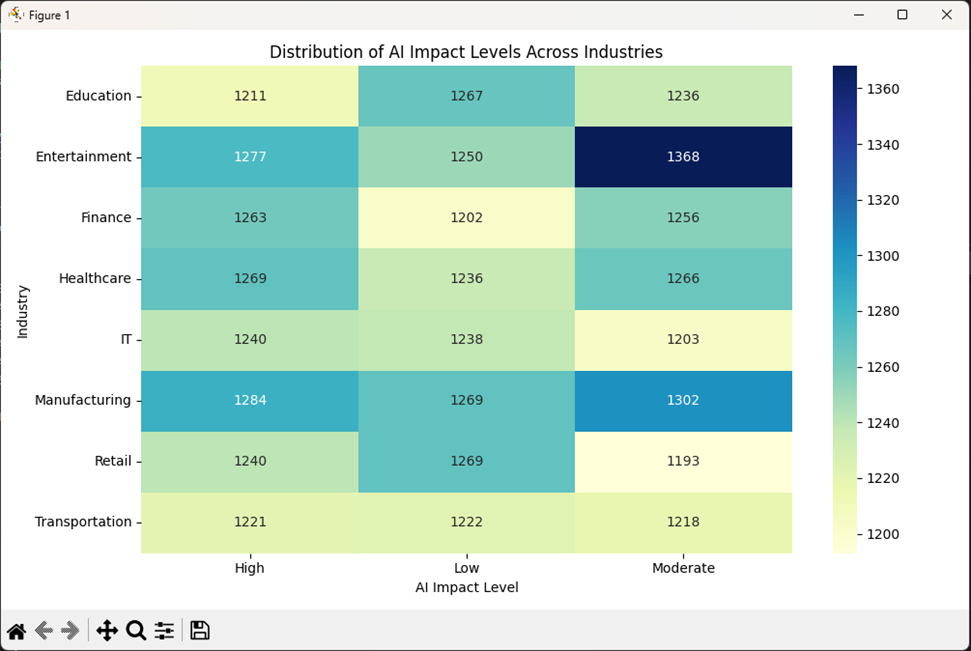 Figure 1
Distribution of AI Impact Levels Across Industries
Education 1211 1267 1236
Entertainment 1277 1250 1368
Finance 1263 1202 1256
Healthcare 1269 1236 1266
IT 1240 1238 1203
Manufacturing 1284 1269 1302
Retail 1240 1269 1193
Transportation 1221 1222 1218
High Low Moderate
AI Impact Level
Industry
1360
1340
1320
1300
1280
1260
1240
1220
1200